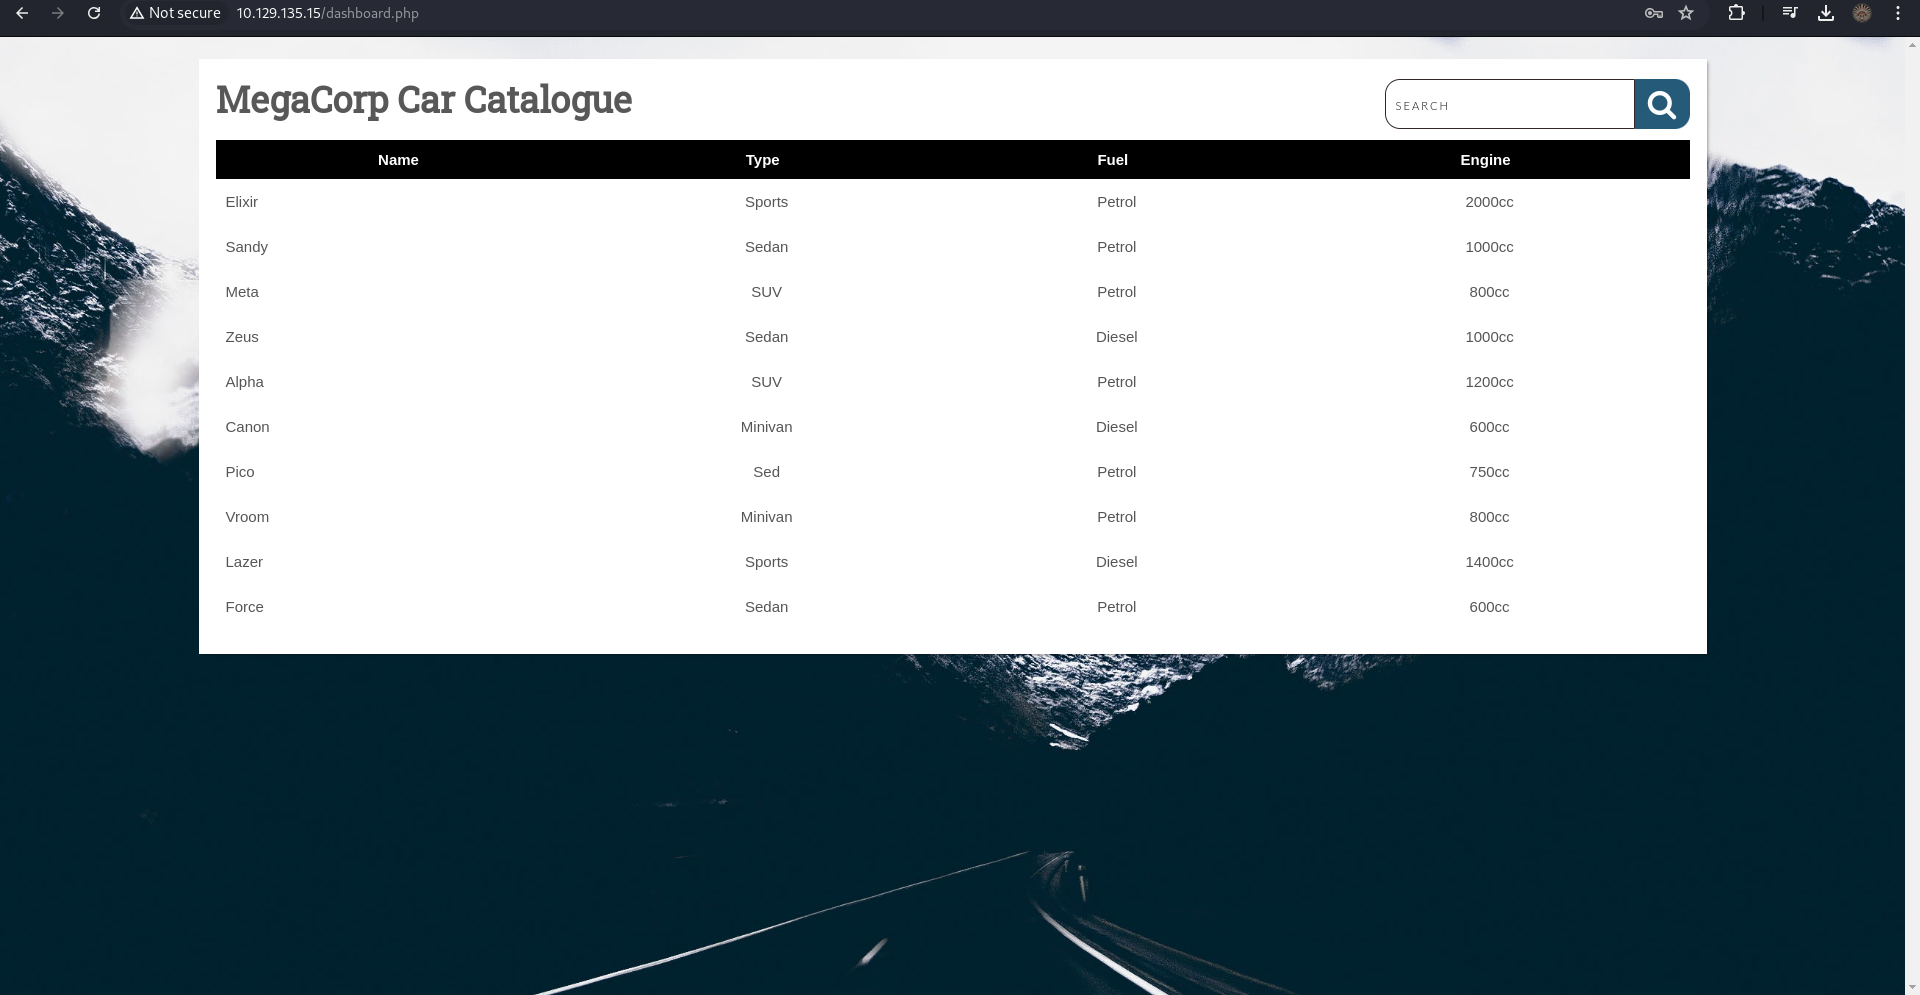 Not secure 10.129.135.15/dashboard.php
MegaCorp Car Catalogue
SEARCH
Name Type Fuel Engine
Elixir Sports Petrol 2000cc
Sandy Sedan Petrol 1000cc
Meta SUV Petrol 800cc
Zeus Sedan Diesel 1000cc
Alpha SUV Petrol 1200cc
Canon Minivan Diesel 600cc
Pico Sed Petrol 750cc
Vroom Minivan Petrol 800cc
Lazer Sports Diesel 1400cc
Force Sedan Petrol 600cc